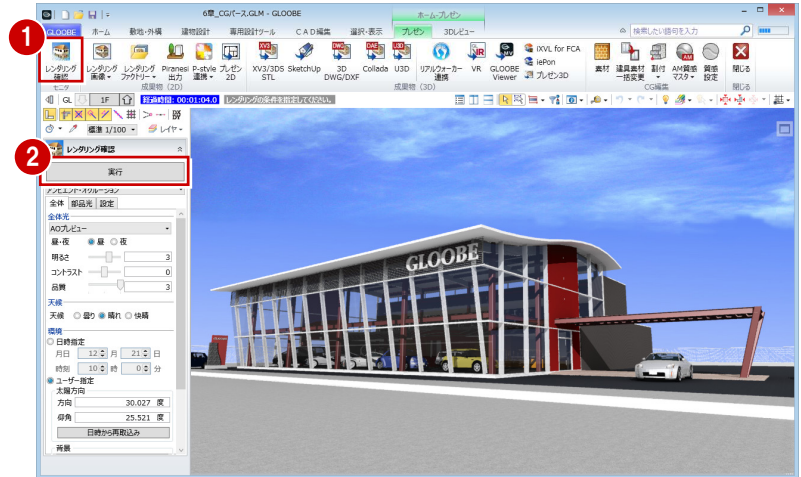 6章_CGパース.GLM - GLOOBE
ホーム-プレゼン
GLOOBE ホーム 敷地・外構 建物設計 専用設計ツール CAD編集 選択・表示 プレゼン 3Dビュー 検索したい語句を入力
1
レンダリング確認
レンダリング画像
レンダリングファクトリー
Piranesi出力
P-style連携
プレゼン2D
XV3/3DS STL
SketchUp
3D DWG/DXF
Collada
U3D
リアルウォーカー連携
VR
GLOOBE Viewer
iXVL for FCA
iePon
プレゼン3D
素材
建具素材一括変更
割付
AM質感マスタ
質感設定
閉じる
モニタ 成果物 (2D) 成果物 (3D) CG編集 閉じる
GL 1F 経過時間: 00:01:04.0 レンダリングの条件を指定してください。
標準 1/100 レイヤ
2
レンダリング確認
実行
アンビエント・オクルージョン
全体 部品光 設定
全体光
AOプレビュー
昼・夜 昼 夜
明るさ 3
コントラスト 0
品質 3
天候
天候 曇り 晴れ 快晴
環境
日時指定
月日 12 月 21 日
時刻 10 時 0 分
ユーザー指定
太陽方向
方向 30.027 度
仰角 25.521 度
日時から再取込み
背景
GLOOBE